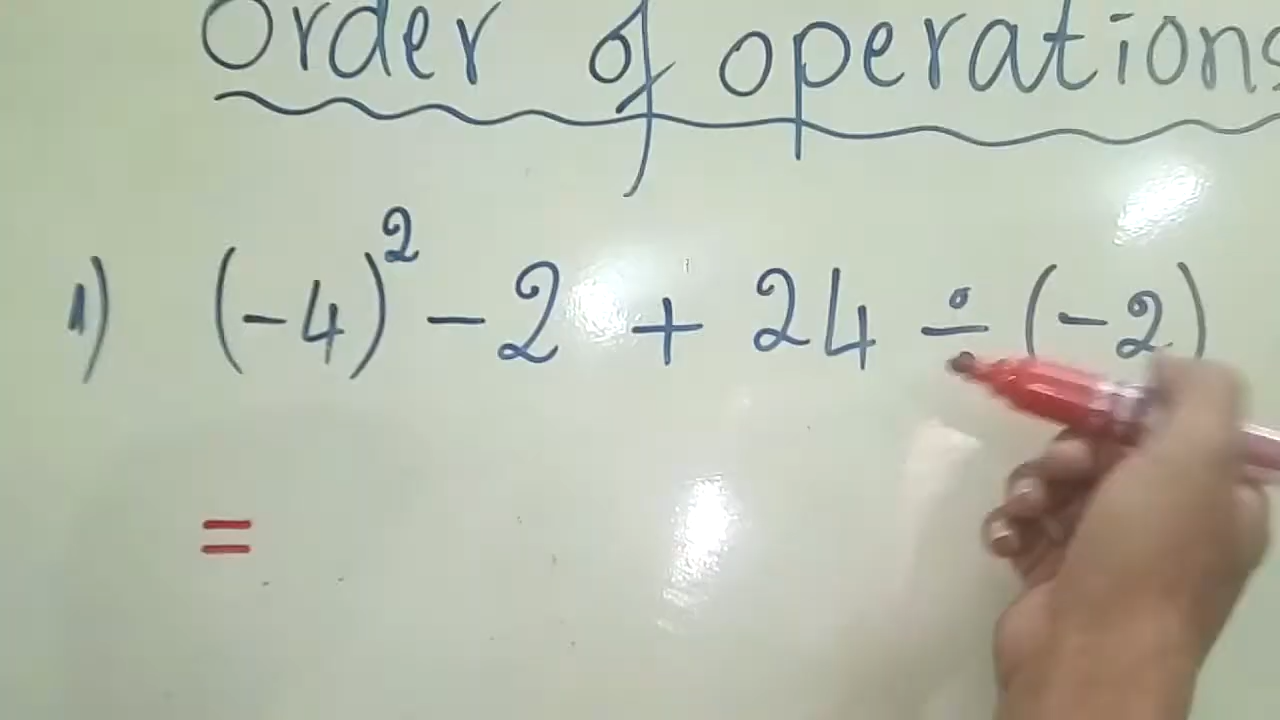 Order of operations
1) (-4)² - 2 + 24 ÷ (-2)
=